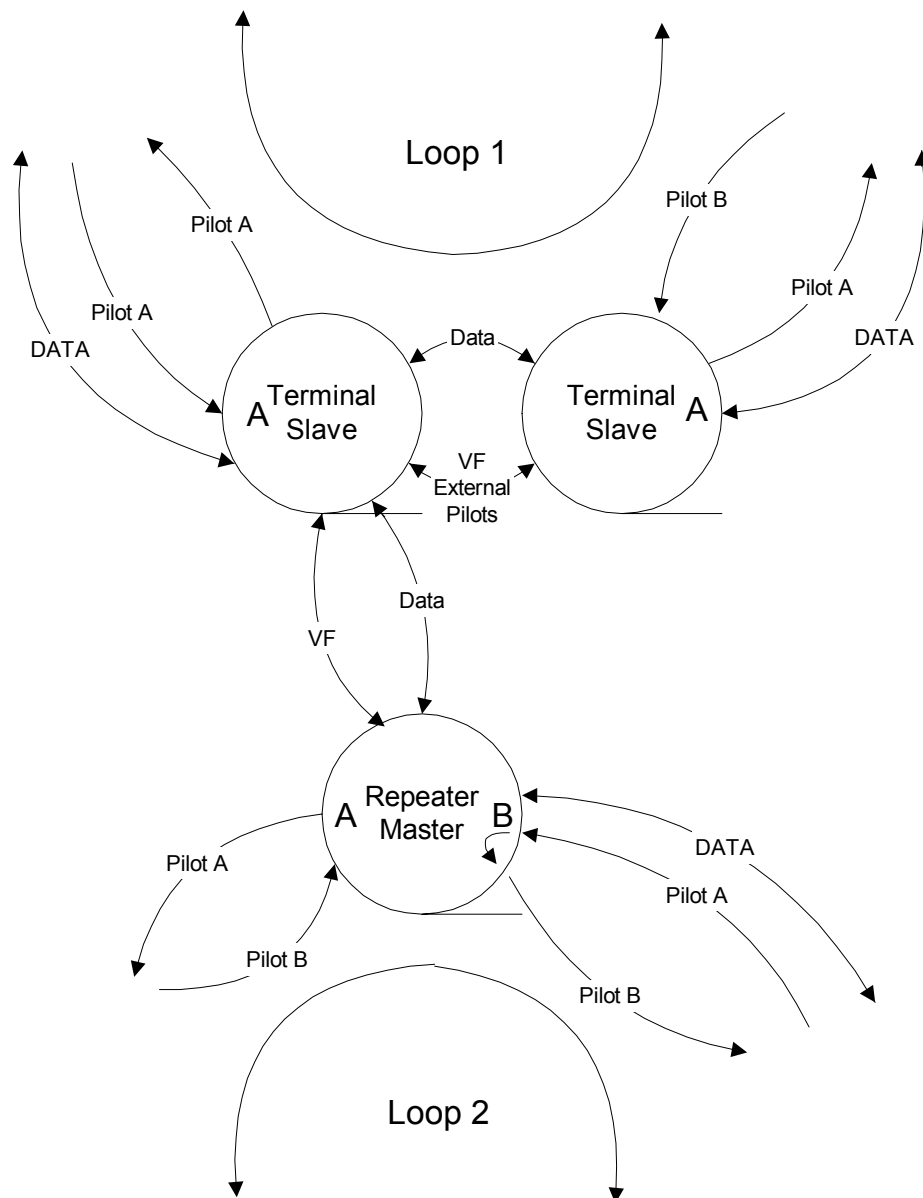 Loop 1
Pilot B
Pilot A
Pilot A
Pilot A
DATA
DATA
Data
A
Terminal
Slave
Terminal
Slave
A
VF
External
Pilots
Data
VF
A
Repeater
Master
B
DATA
Pilot A
Pilot A
Pilot B
Pilot B
Loop 2